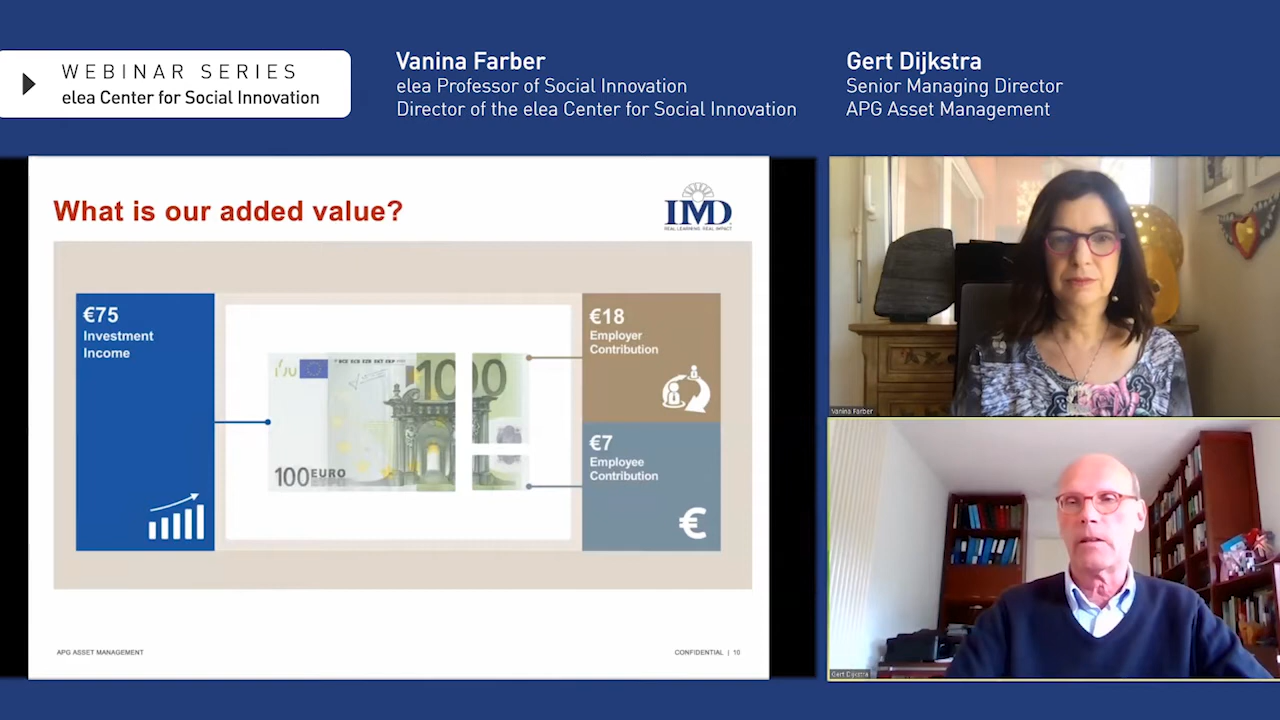 WEBINAR SERIES
elea Center for Social Innovation
Vanina Farber
elea Professor of Social Innovation
Director of the elea Center for Social Innovation
Gert Dijkstra
Senior Managing Director
APG Asset Management
What is our added value?
IMD
REAL LEARNING. REAL IMPACT
€75
Investment
Income
100
100 EURO
€18
Employer
Contribution
€7
Employee
Contribution
€
APG ASSET MANAGEMENT
CONFIDENTIAL | 10
Vanina Farber
Gert Dijkstra